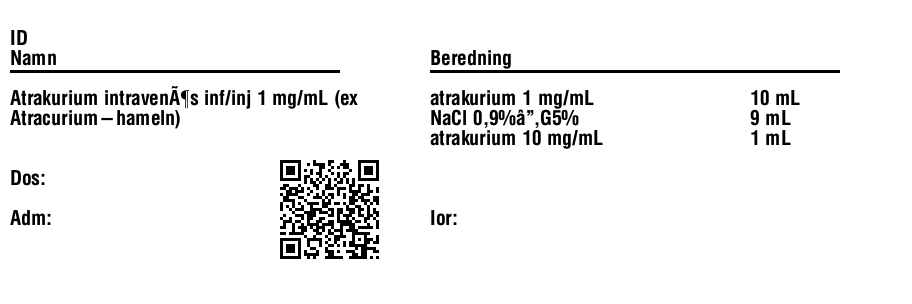 ID
Namn
Atrakurium intravenÃ¶s inf/inj 1 mg/mL (ex
Atracurium – hameln)
Dos:
Adm:
Beredning
atrakurium 1 mg/mL 10 mL
NaCl 0,9%â”‚G5% 9 mL
atrakurium 10 mg/mL 1 mL
Ior: